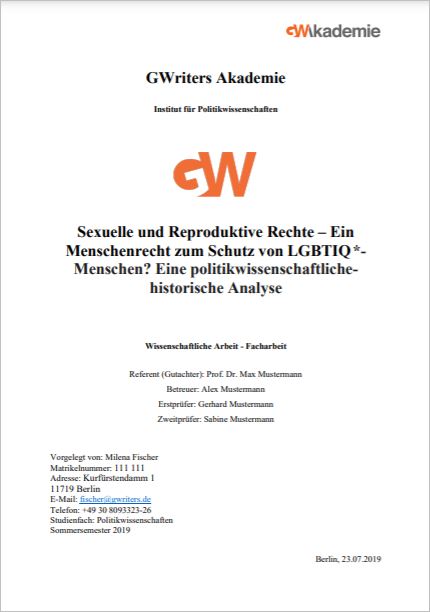 GWAkademie
GWriters Akademie
Institut für Politikwissenschaften
GW
Sexuelle und Reproduktive Rechte – Ein
Menschenrecht zum Schutz von LGBTIQ*-
Menschen? Eine politikwissenschaftliche-
historische Analyse
Wissenschaftliche Arbeit - Facharbeit
Referent (Gutachter): Prof. Dr. Max Mustermann
Betreuer: Alex Mustermann
Erstprüfer: Gerhard Mustermann
Zweitprüfer: Sabine Mustermann
Vorgelegt von: Milena Fischer
Matrikelnummer: 111 111
Adresse: Kurfürstendamm 1
11719 Berlin
E-Mail: fischer@gwriters.de
Telefon: +49 30 8093323-26
Studienfach: Politikwissenschaften
Sommersemester 2019
Berlin, 23.07.2019